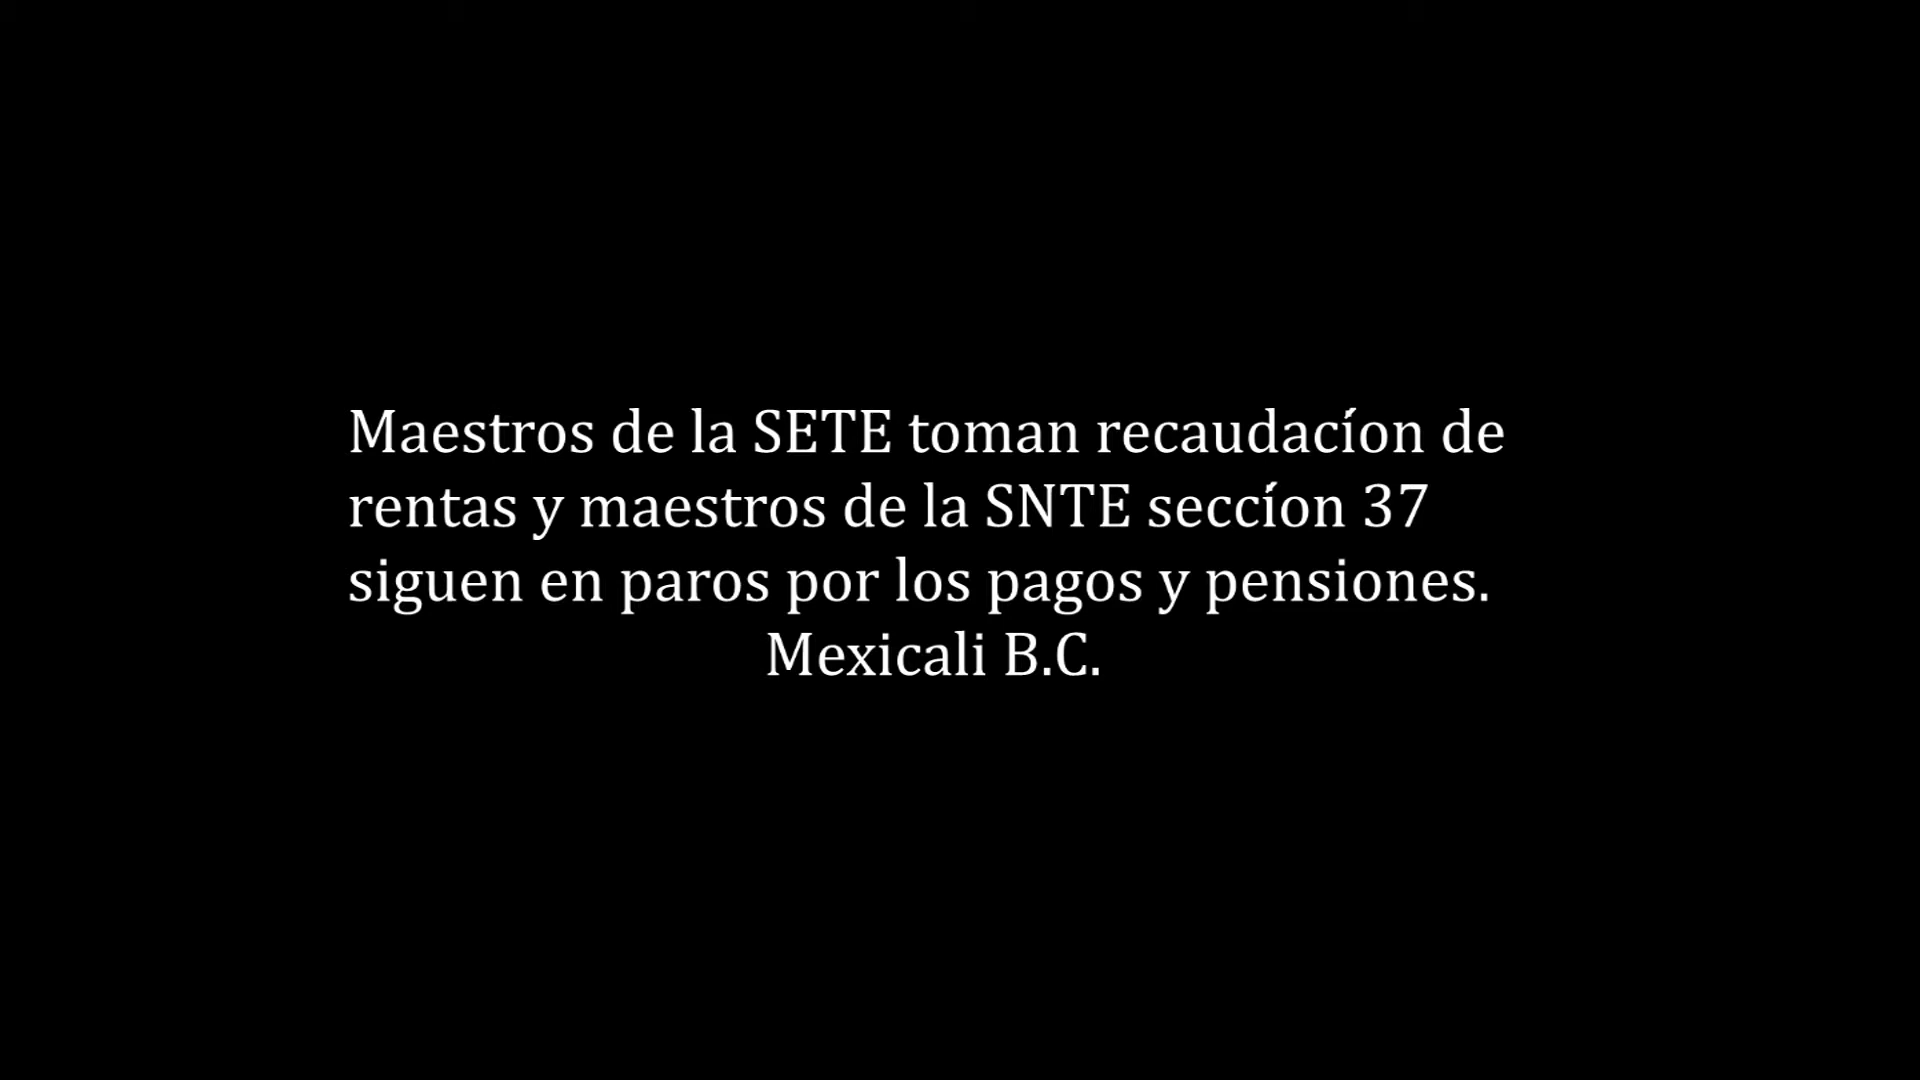 Maestros de la SETE toman recaudacíon de
rentas y maestros de la SNTE seccíon 37
siguen en paros por los pagos y pensiones.
Mexicali B.C.